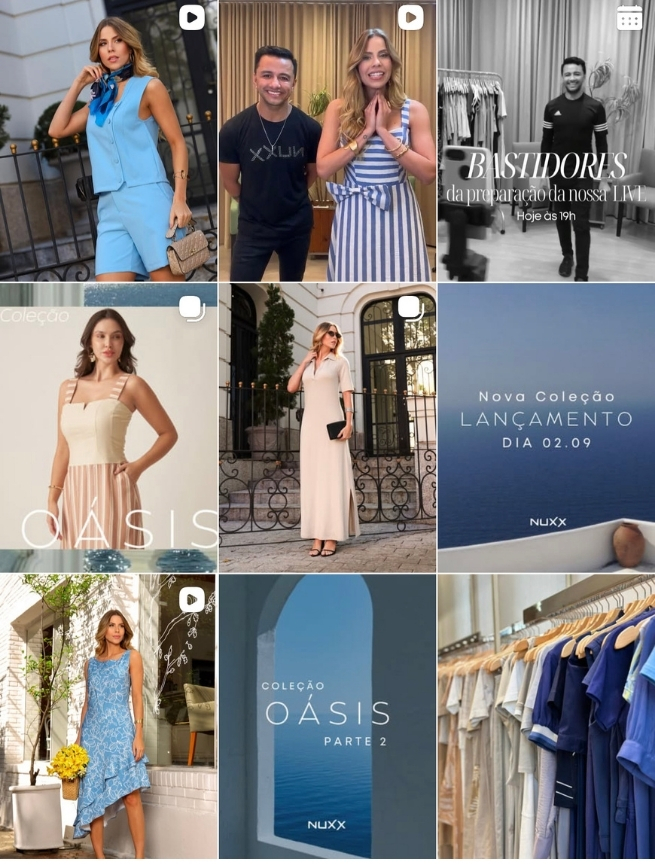 NUXX
BASTIDORES
da preparação da nossa LIVE
Hoje às 19h
Coleção
OÁSIS
Nova Coleção
LANÇAMENTO
DIA 02.09
NUXX
COLEÇÃO
OÁSIS
PARTE 2
NUXX